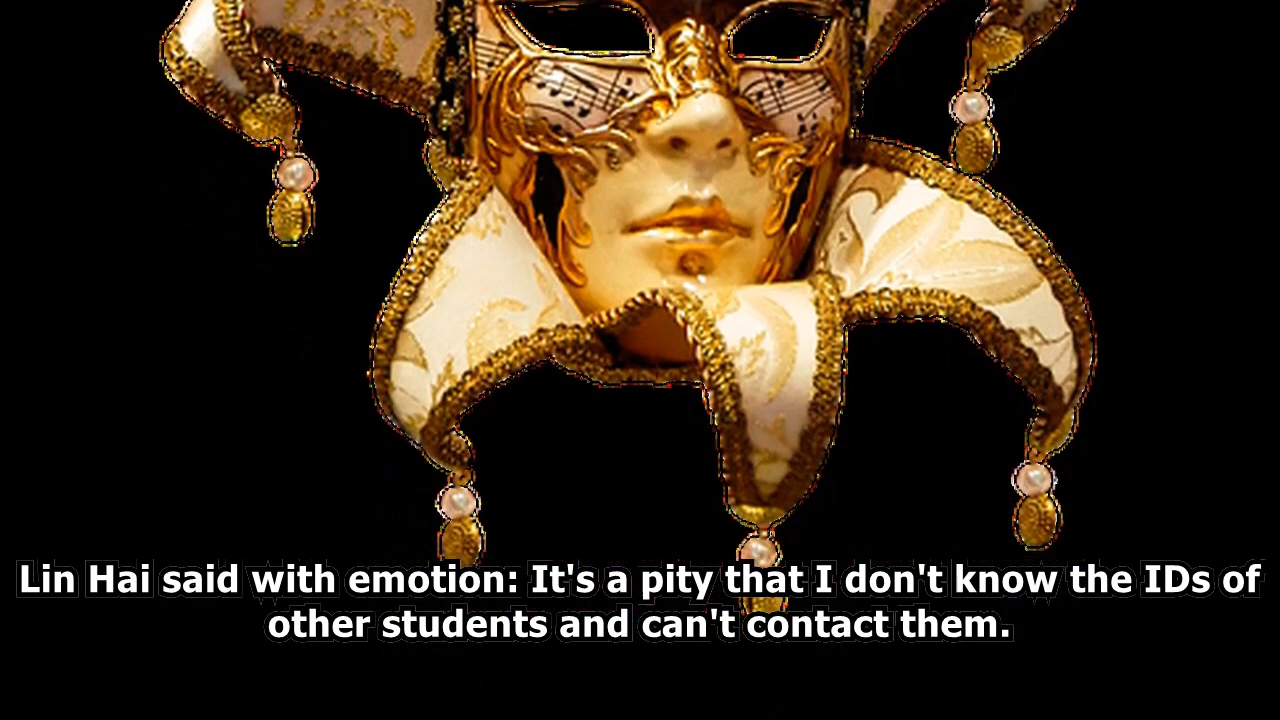 Lin Hai said with emotion: It's a pity that I don't know the IDs of
other students and can't contact them.